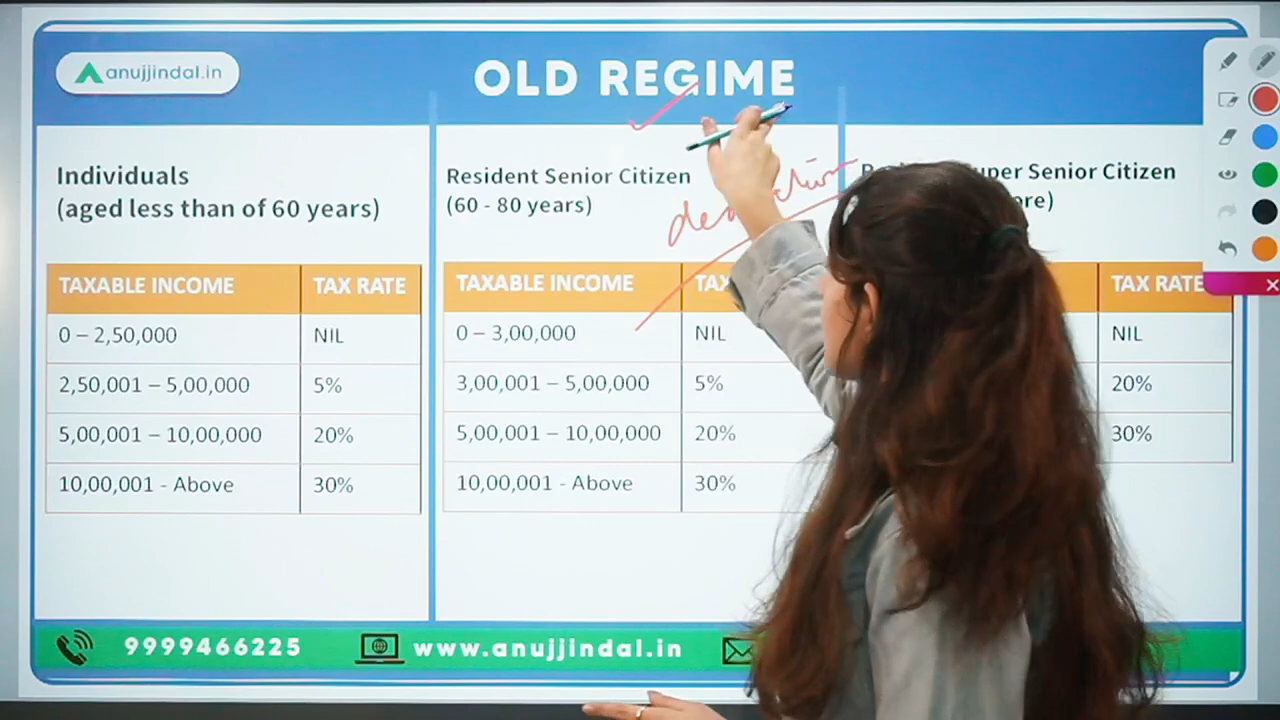 anujjindal.in
OLD REGIME
Individuals
(aged less than of 60 years)
TAXABLE INCOME TAX RATE
0 – 2,50,000 NIL
2,50,001 – 5,00,000 5%
5,00,001 – 10,00,000 20%
10,00,001 - Above 30%
Resident Senior Citizen
(60 - 80 years)
TAXABLE INCOME
0 – 3,00,000 NIL
3,00,001 – 5,00,000 5%
5,00,001 – 10,00,000 20%
10,00,001 - Above 30%
Senior Citizen
TAX RATE
NIL
20%
30%
9999466225 www.anujjindal.in